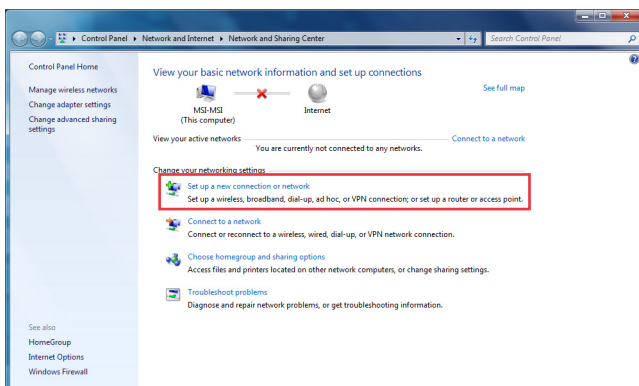 Control Panel ▸ Network and Internet ▸ Network and Sharing Center
Search Control Panel
Control Panel Home
Manage wireless networks
Change adapter settings
Change advanced sharing
settings
See also
HomeGroup
Internet Options
Windows Firewall
View your basic network information and set up connections
See full map
MSI-MSI
(This computer)
Internet
View your active networks
Connect to a network
You are currently not connected to any networks.
Change your networking settings
Set up a new connection or network
Set up a wireless, broadband, dial-up, ad hoc, or VPN connection; or set up a router or access point.
Connect to a network
Connect or reconnect to a wireless, wired, dial-up, or VPN network connection.
Choose homegroup and sharing options
Access files and printers located on other network computers, or change sharing settings.
Troubleshoot problems
Diagnose and repair network problems, or get troubleshooting information.